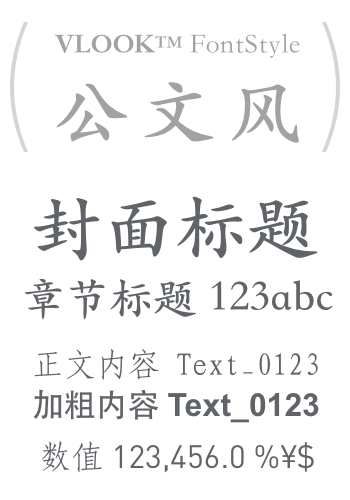 VLOOK™ FontStyle
公文风
封面标题
章节标题 123abc
正文内容 Text_0123
加粗内容 Text_0123
数值 123,456.0 %¥$